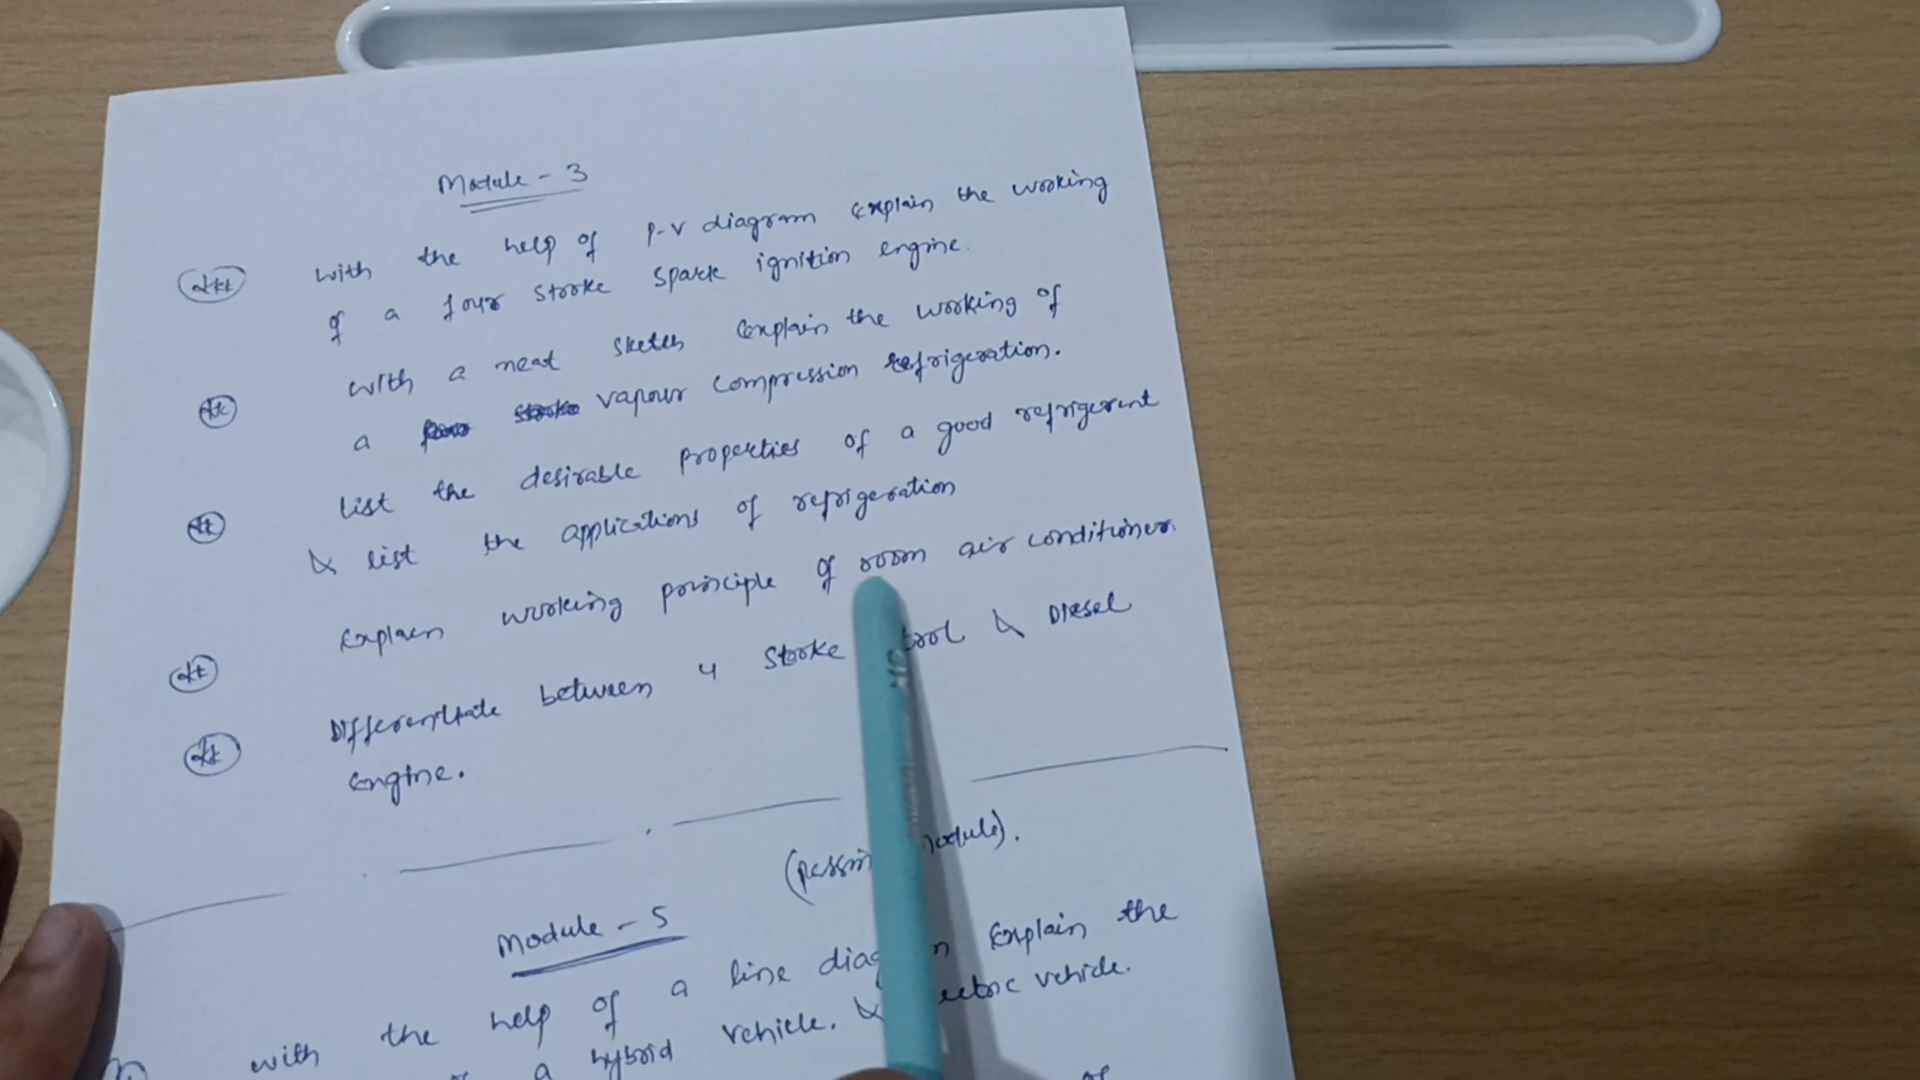 Module - 3
With the help of P-V diagram explain the working
of a four stroke spark ignition engine.
With a neat sketch explain the working of
a vapour compression refrigeration.
List the desirable properties of a good refrigerent
& list the applications of refrigeration
Explain working principle of room air conditioner.
Differentiate between 4 stroke & Diesel
engine.
Module - 5
With the help of a line explain the
a hybrid vehicle. & vehicle.
of